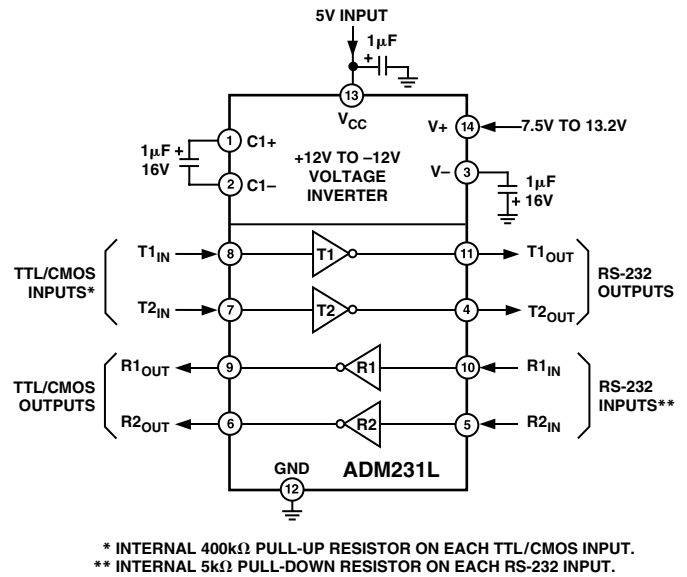 5V INPUT
1μF
+
13
VCC
1
C1+
V+
14
7.5V TO 13.2V
1μF +
16V
+12V TO –12V
VOLTAGE
INVERTER
2
C1–
V–
3
1μF
+ 16V
TTL/CMOS
INPUTS*
T1IN
8
T1
11
T1OUT
RS-232
OUTPUTS
T2IN
7
T2
4
T2OUT
TTL/CMOS
OUTPUTS
R1OUT
9
R1
10
R1IN
RS-232
INPUTS**
R2OUT
6
R2
5
R2IN
GND
ADM231L
12
* INTERNAL 400kΩ PULL-UP RESISTOR ON EACH TTL/CMOS INPUT.
** INTERNAL 5kΩ PULL-DOWN RESISTOR ON EACH RS-232 INPUT.